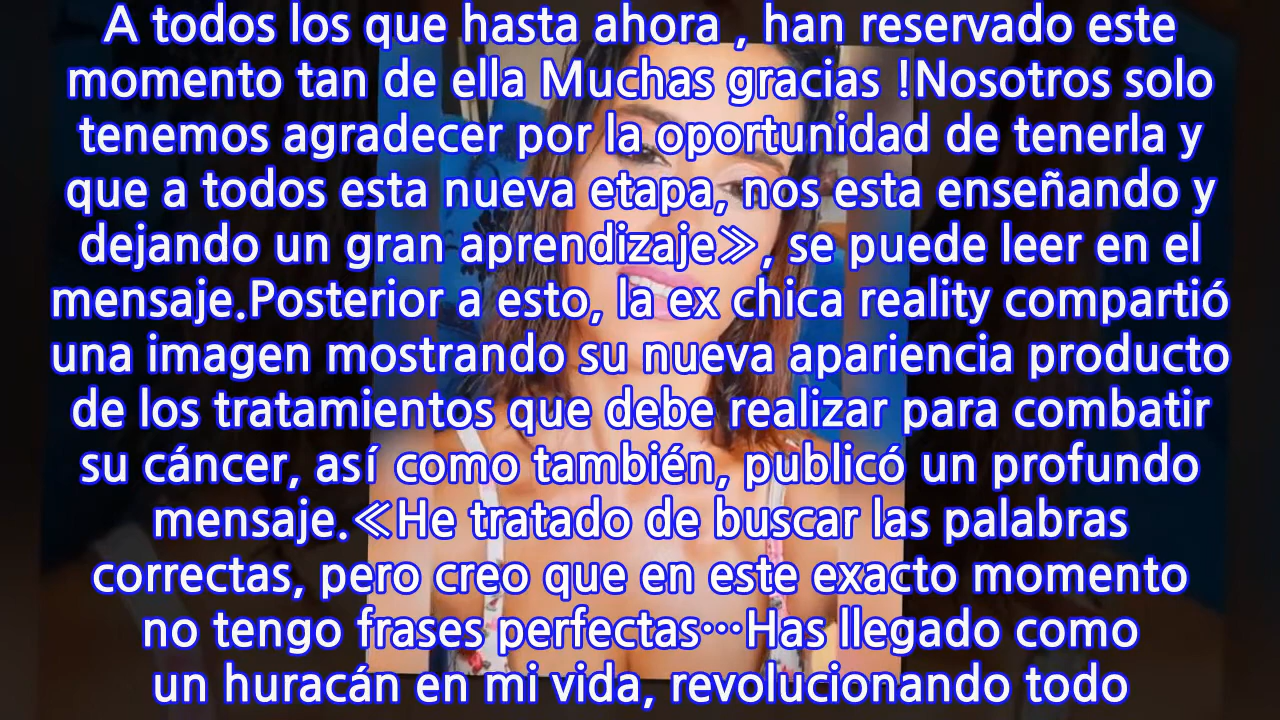 A todos los que hasta ahora , han reservado este
momento tan de ella Muchas gracias !Nosotros solo
tenemos agradecer por la oportunidad de tenerla y
que a todos esta nueva etapa, nos esta enseñando y
dejando un gran aprendizaje≫, se puede leer en el
mensaje.Posterior a esto, la ex chica reality compartió
una imagen mostrando su nueva apariencia producto
de los tratamientos que debe realizar para combatir
su cáncer, así como también, publicó un profundo
mensaje.≪He tratado de buscar las palabras
correctas, pero creo que en este exacto momento
no tengo frases perfectas…Has llegado como
un huracán en mi vida, revolucionando todo